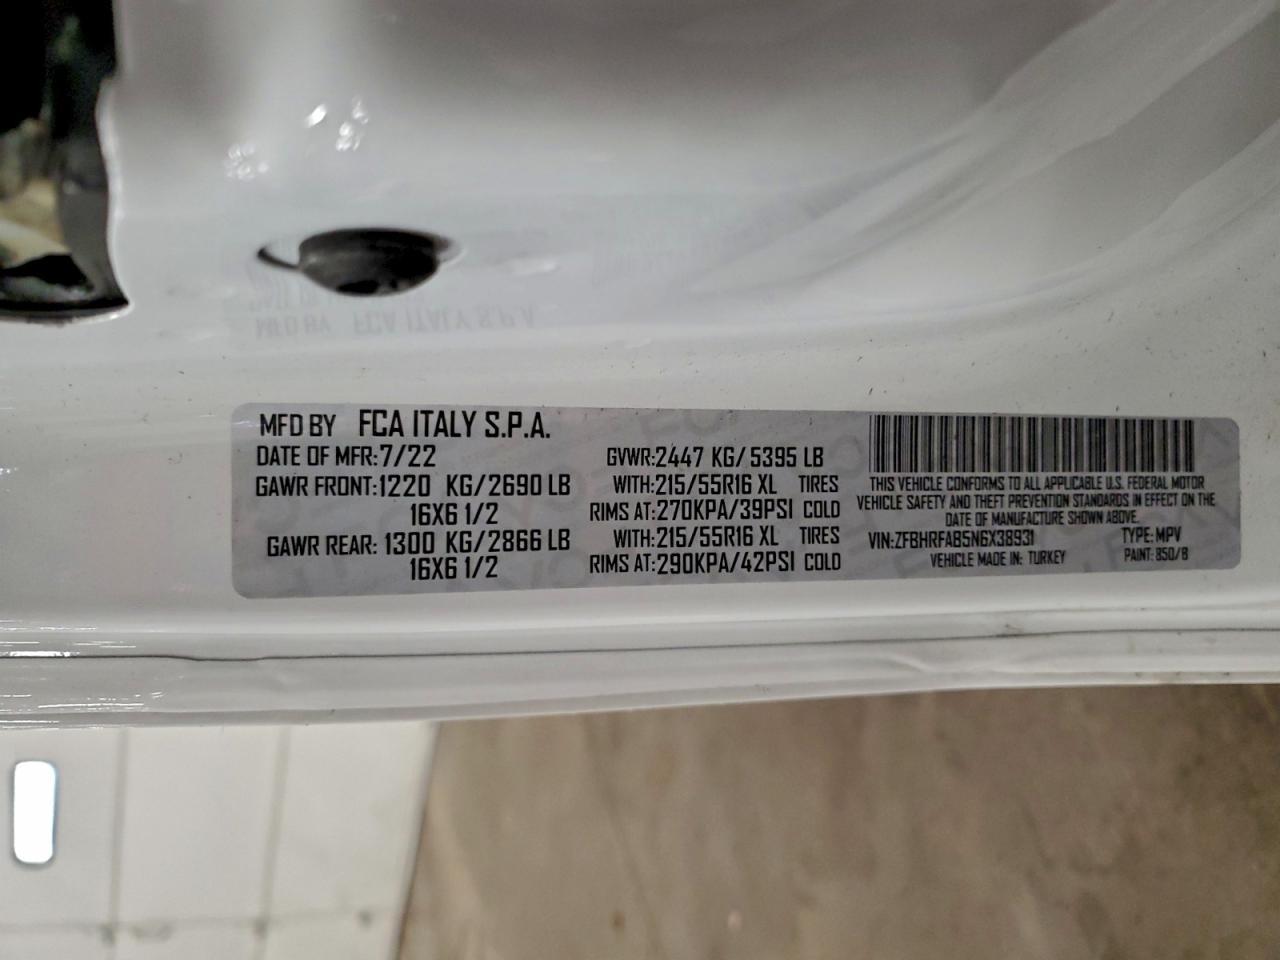 MFD BY FCA ITALY S.P.A.
DATE OF MFR:7/22 GVWR:2447 KG/ 5395 LB
GAWR FRONT:1220 KG/2690 LB WITH:215/55R16 XL TIRES
16X6 1/2 RIMS AT:270KPA/39PSI COLD
GAWR REAR: 1300 KG/2866 LB WITH:215/55R16 XL TIRES
16X6 1/2 RIMS AT:290KPA/42PSI COLD
THIS VEHICLE CONFORMS TO ALL APPLICABLE U.S. FEDERAL MOTOR
VEHICLE SAFETY AND THEFT PREVENTION STANDARDS IN EFFECT ON THE
DATE OF MANUFACTURE SHOWN ABOVE.
VIN:ZFBHRFAB5N6X38931 TYPE: MPV
VEHICLE MADE IN: TURKEY PAINT: 850/B